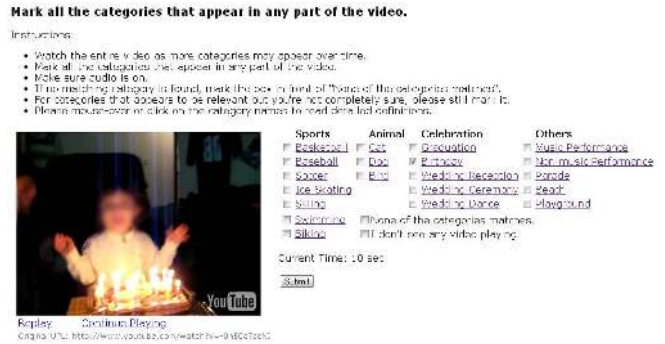 Mark all the categories that appear in any part of the video.
Instructions:
Watch the entire video as more categories may appear over time.
Mark all the categories that appear in any part of the video.
Make sure audio is on.
If no matching category is found, mark the box in front of "None of the categories matches".
For categories that appears to be relevant but you're not completely sure, please still mark it.
Please mouse-over or click on the category names to read detailed definitions.
Sports Animal Celebration Others
Basketball Cat Graduation Music Performance
Baseball Dog Birthday Non-music Performance
Soccer Bird Wedding Reception Parade
Ice Skating Wedding Ceremony Beach
Skiing Wedding Dance Playground
Swimming None of the categories matches.
Biking I don't see any video playing.
Current Time: 10 sec
Submit
YouTube
Replay Continue Playing
Original URL: